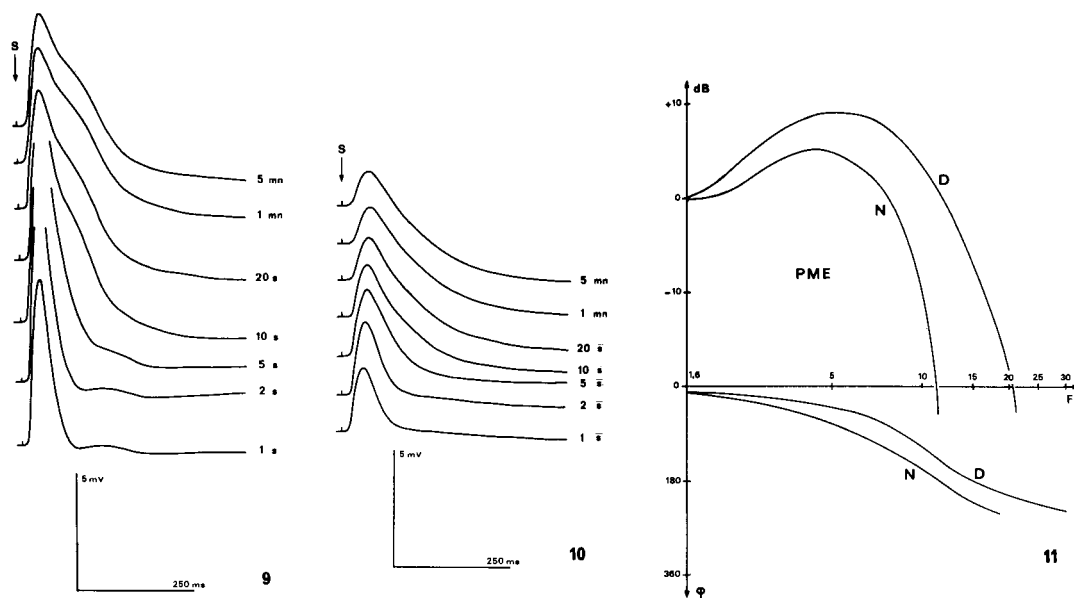 S
5 mn
1 mn
20 s
10 s
5 s
2 s
1 s
5 mV
250 ms
9
S
5 mn
1 mn
20 s̄
10 s
5 s̄
2 s̄
1 s̄
5 mV
250 ms
10
dB
+10
0
-10
0
D
N
PME
1,6 5 10 15 20 25 30
F
N
D
180
360
φ
11